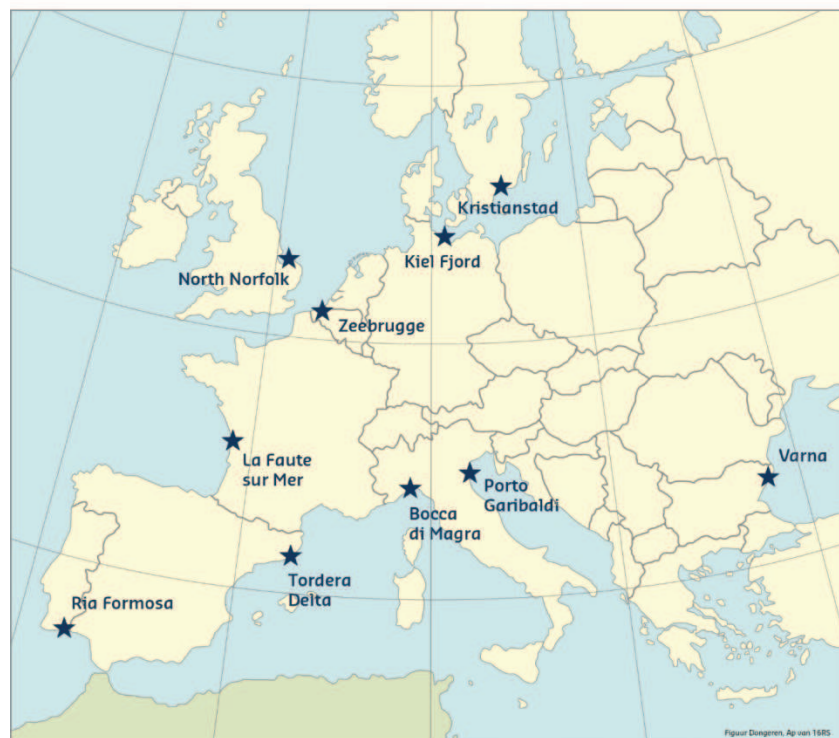 Kristianstad
Kiel Fjord
North Norfolk
Zeebrugge
La Faute
sur Mer
Varna
Porto
Garibaldi
Bocca
di Magra
Tordera
Delta
Ria Formosa
Figuur Dongeren, Ap van 16RS